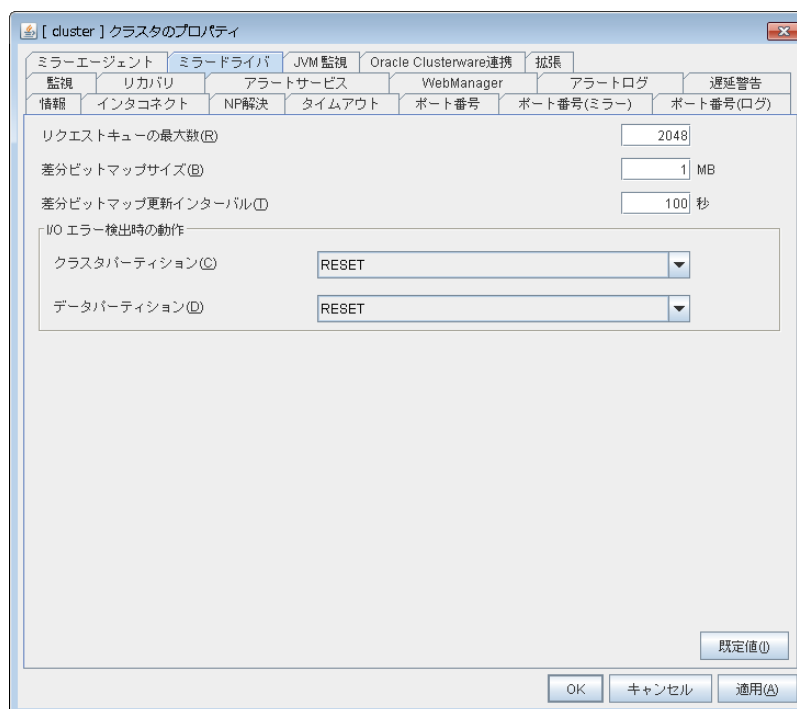 [ cluster ] クラスタのプロパティ
ミラーエージェント ミラードライバ JVM 監視 Oracle Clusterware連携 拡張
監視 リカバリ アラートサービス WebManager アラートログ 遅延警告
情報 インタコネクト NP解決 タイムアウト ポート番号 ポート番号(ミラー) ポート番号(ログ)
リクエストキューの最大数(R) 2048
差分ビットマップサイズ(B) 1 MB
差分ビットマップ更新インターバル(T) 100 秒
I/O エラー検出時の動作
クラスタパーティション(C) RESET
データパーティション(D) RESET
既定値(I)
OK キャンセル 適用(A)